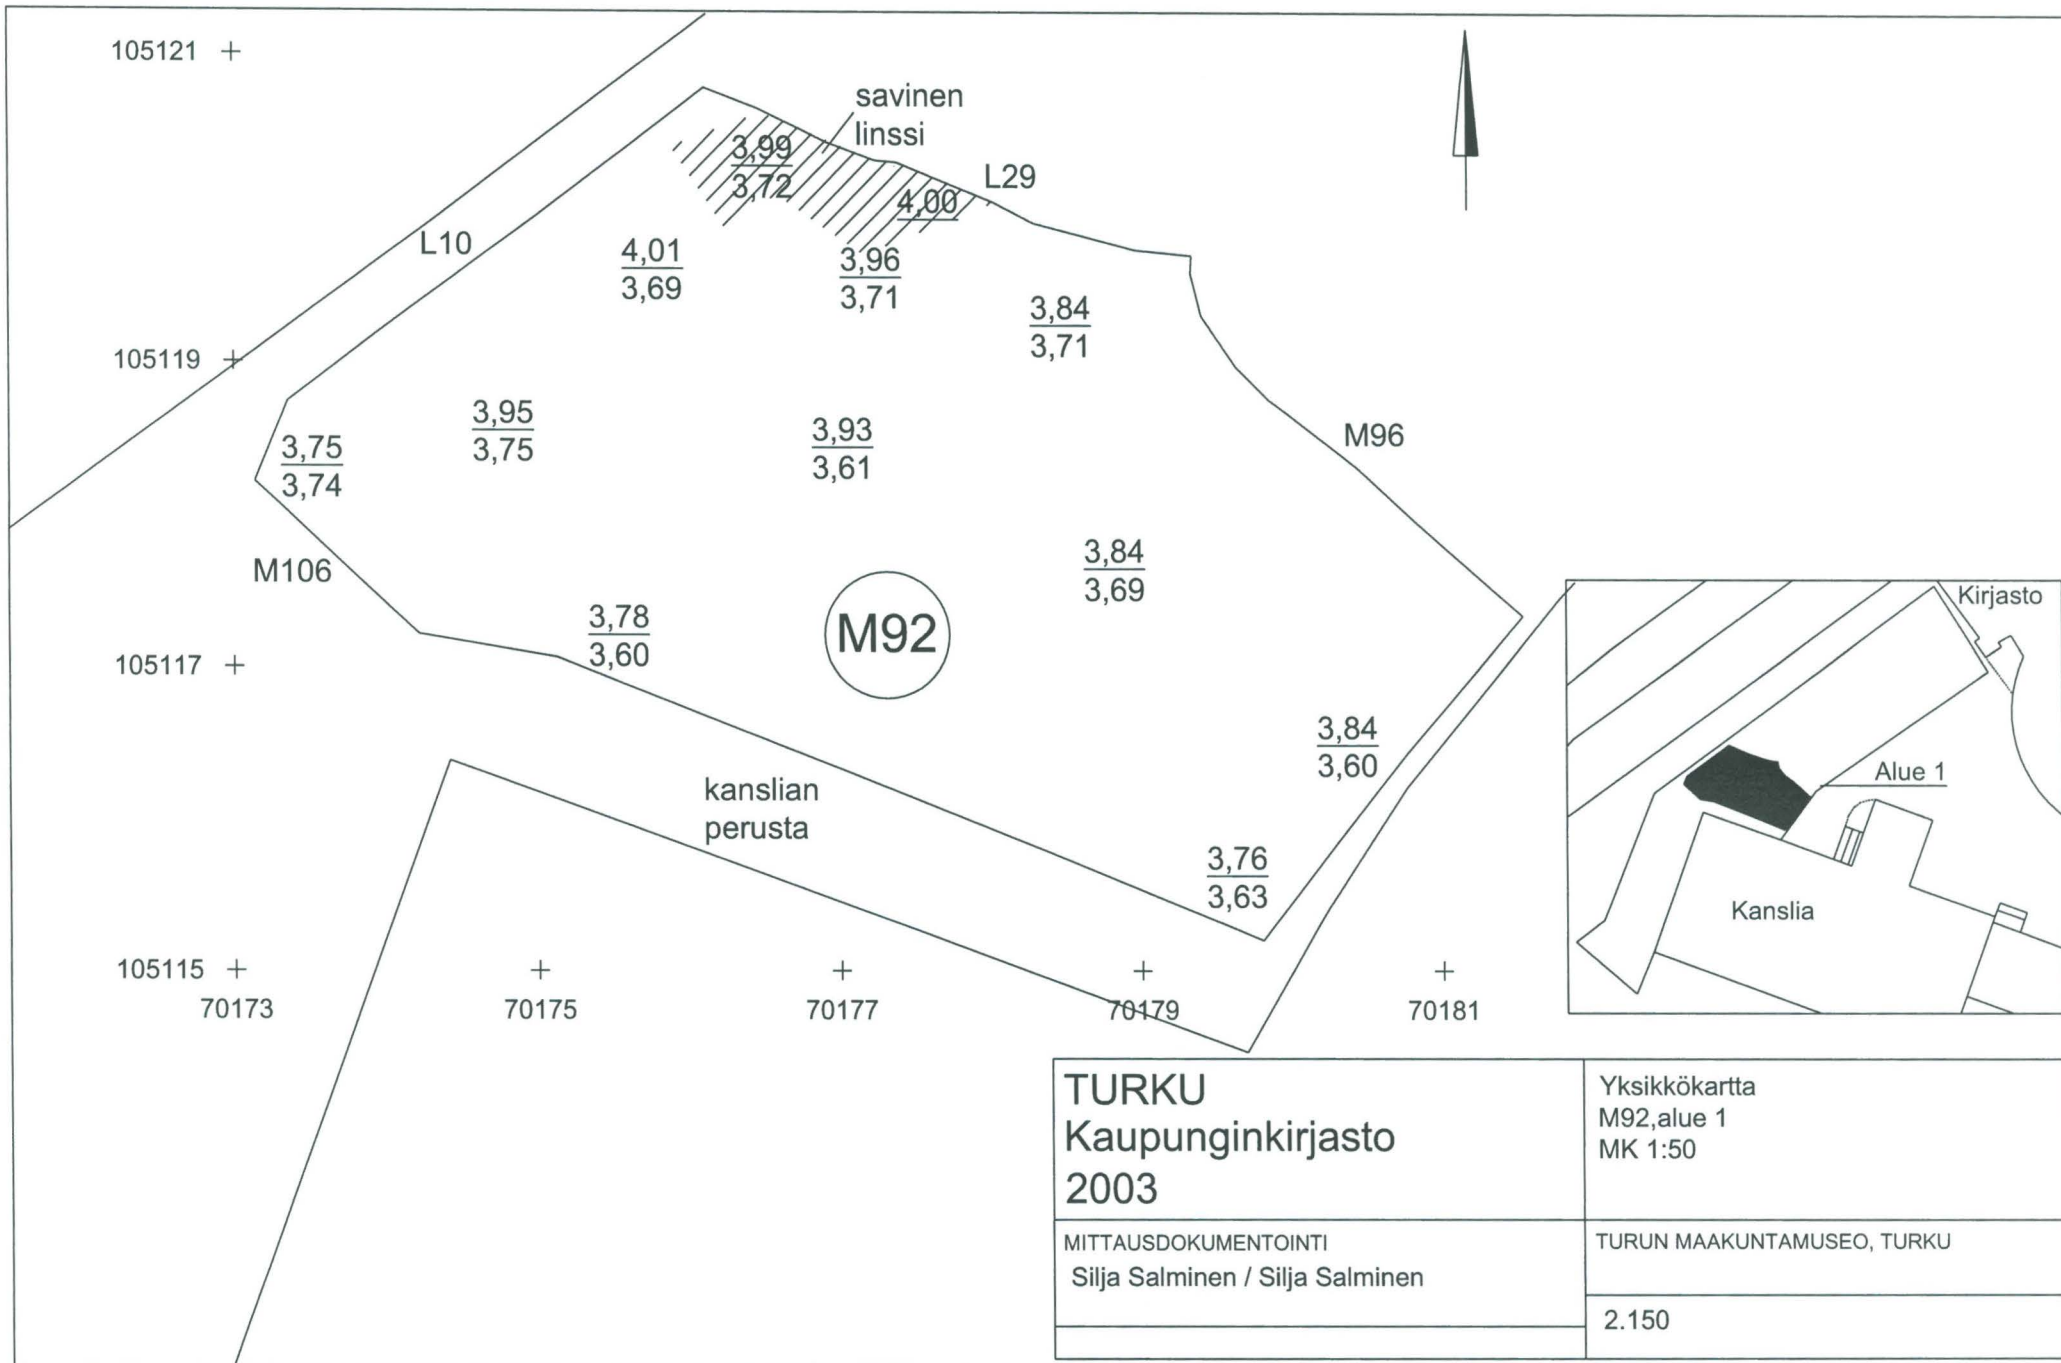 105121
savinen
linssi
3,99
3,72
L29
4,00
L10
4,01
3,69
3,96
3,71
3,84
3,71
105119
3,95
3,75
3,93
3,61
M96
3,75
3,74
M106
3,84
3,69
3,78
3,60
M92
105117
3,84
3,60
kanslian
perusta
3,76
3,63
105115
70173
70175
70177
70179
70181
Kirjasto
Alue 1
Kanslia
TURKU
Kaupunginkirjasto
2003
Yksikkökartta
M92,alue 1
MK 1:50
MITTAUSDOKUMENTOINTI
Silja Salminen / Silja Salminen
TURUN MAAKUNTAMUSEO, TURKU
2.150